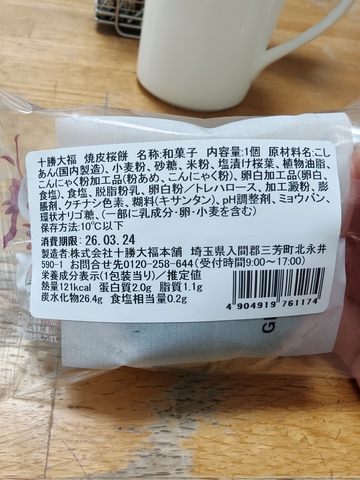 十勝大福 焼皮桜餅 名称:和菓子 内容量:1個 原材料名:こし
あん(国内製造)、小麦粉、砂糖、米粉、塩漬け桜葉、植物油脂、
こんにゃく粉加工品(粉あめ、こんにゃく粉)、卵白加工品(卵白、
食塩)、食塩、脱脂粉乳、卵白粉／トレハロース、加工澱粉、膨
脹剤、クチナシ色素、糊料(キサンタン)、pH調整剤、ミョウバン、
環状オリゴ糖、(一部に乳成分・卵・小麦を含む)
保存方法:10℃以下
消費期限:26.03.24
製造者:株式会社十勝大福本舗 埼玉県入間郡三芳町北永井
590-1 お問合せ先0120-258-644(受付時間9:00～17:00)
栄養成分表示(1包装当り)／推定値
熱量121kcal 蛋白質2.0g 脂質1.1g
炭水化物26.4g 食塩相当量0.2g
4904919761174